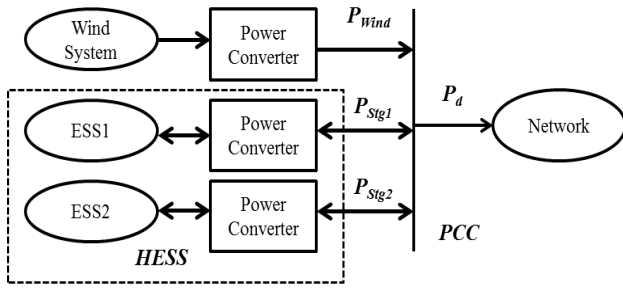 Wind
System
Power
Converter
P_Wind
ESS1
Power
Converter
P_Stg1
P_d
Network
ESS2
Power
Converter
P_Stg2
HESS
PCC